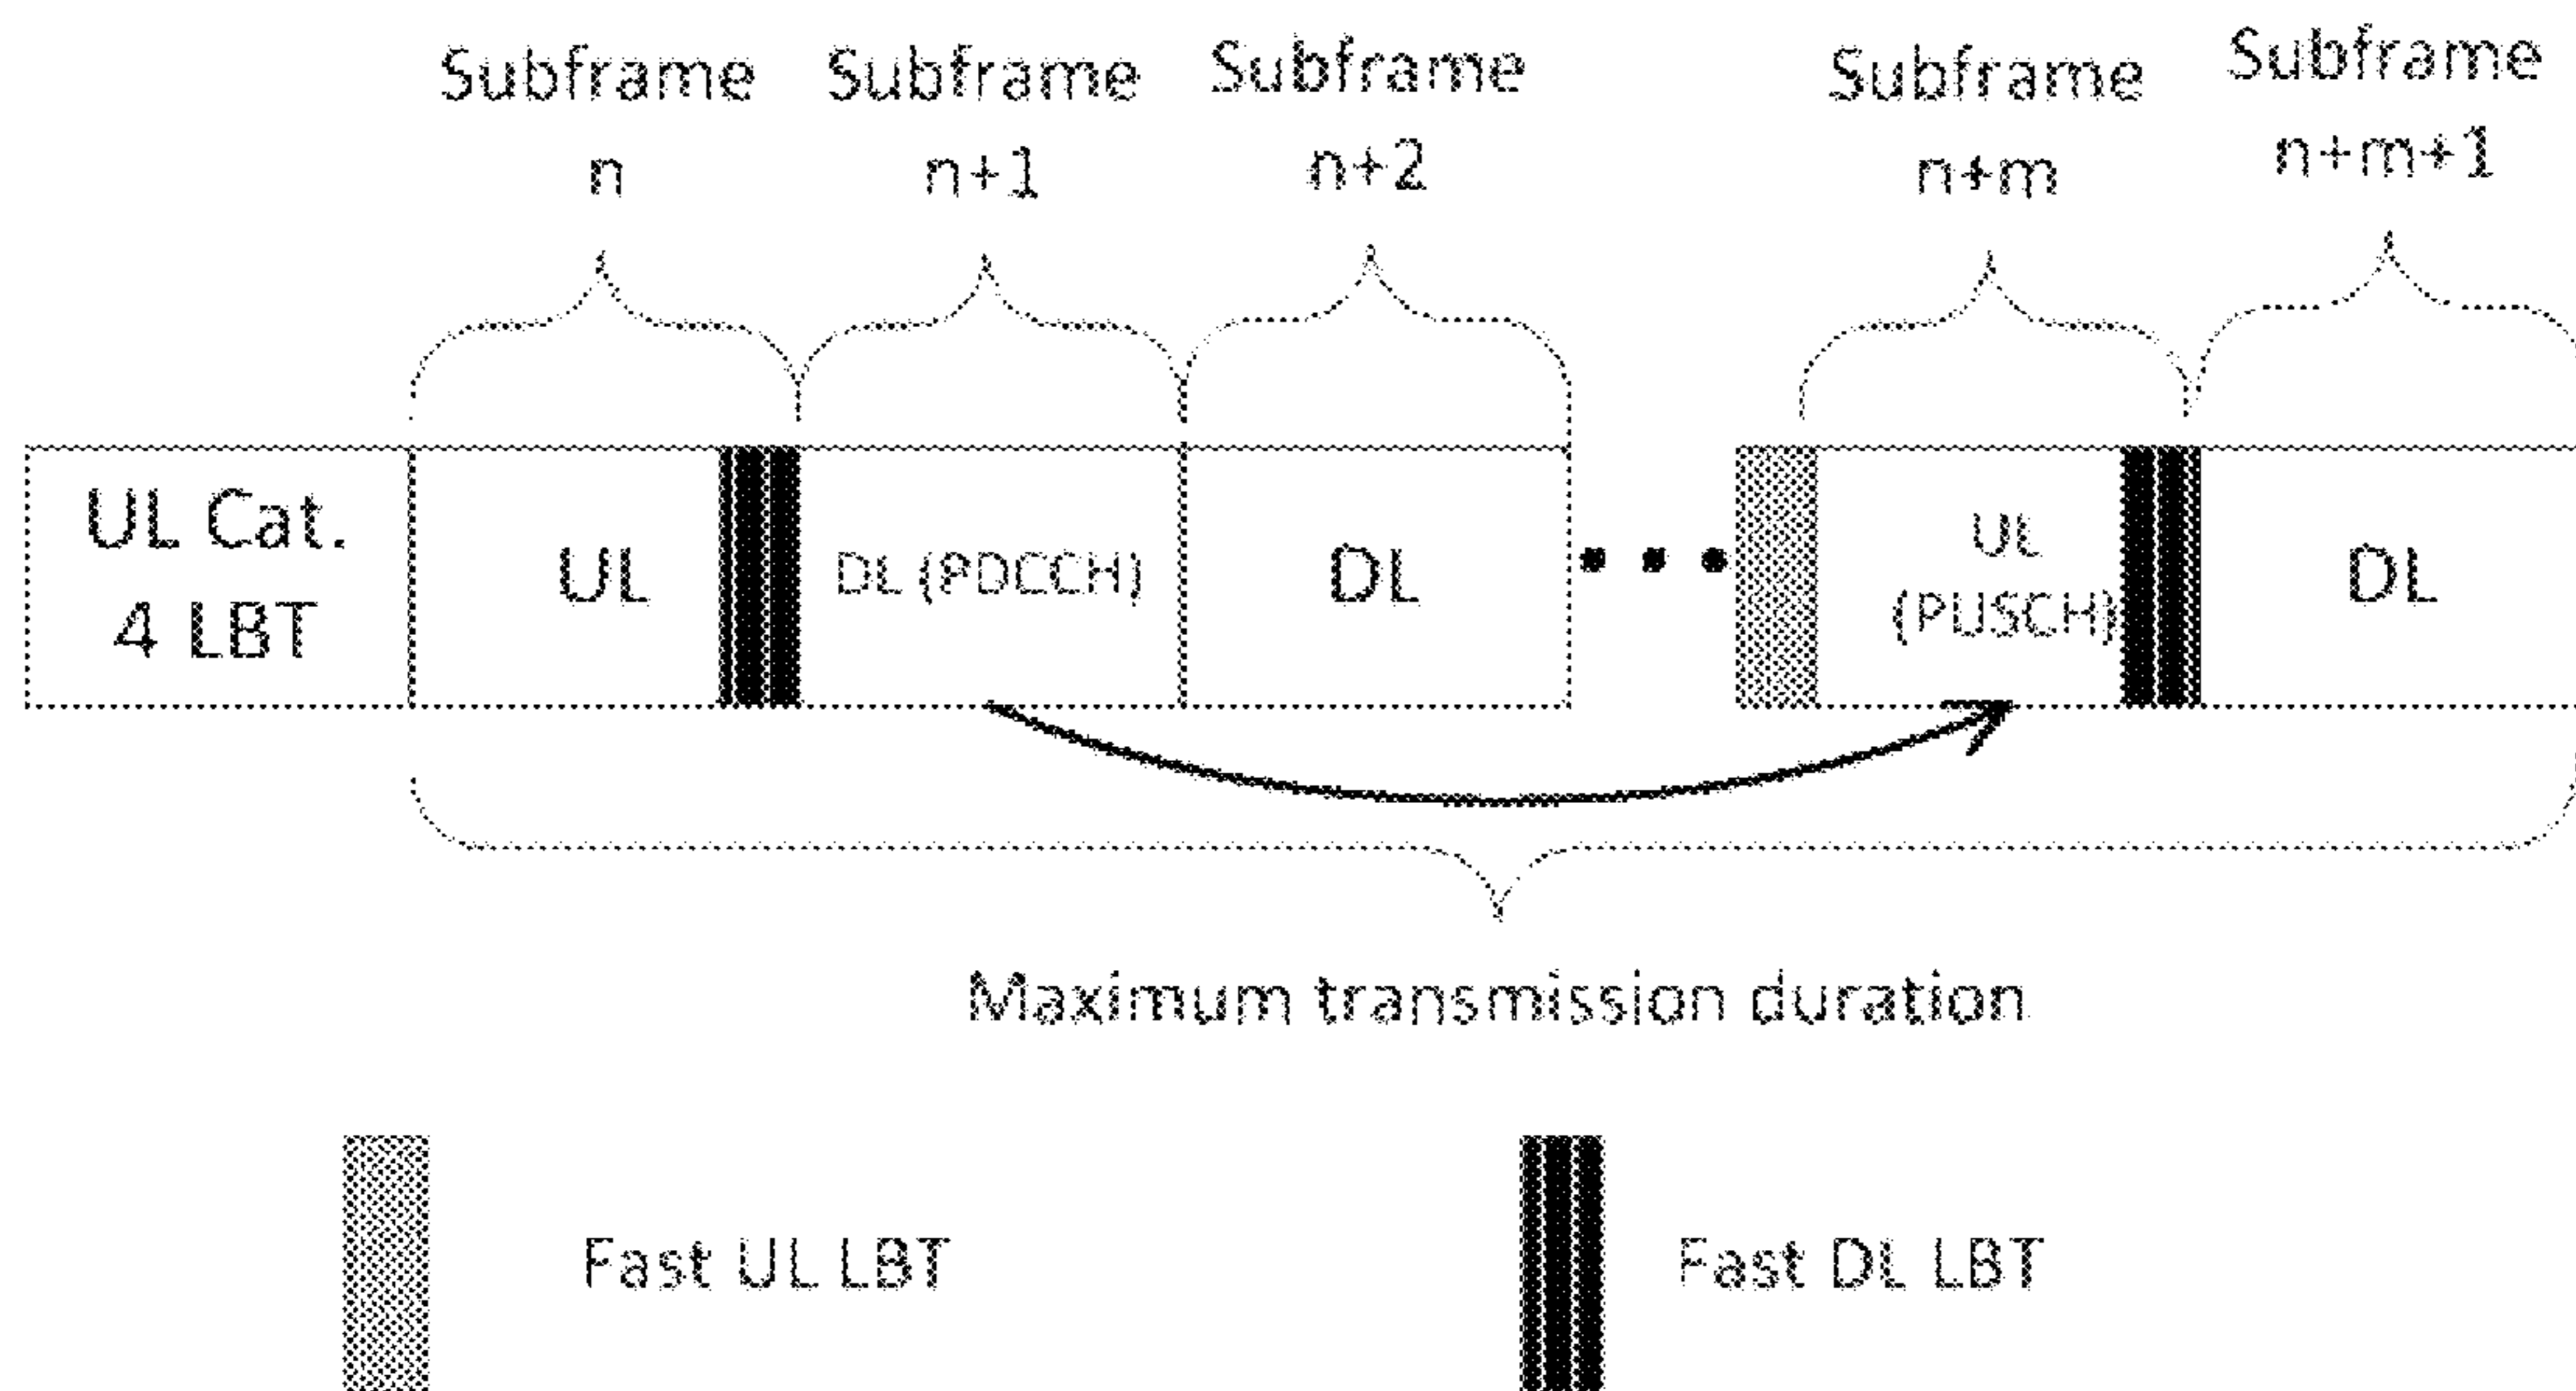 Subframe
n
Subframe
n+1
Subframe
n+2
Subframe
n+m
Subframe
n+m+1
UL Cat.
4 LBT
UL
DL (PDCCH)
DL
•••
UL
(PUSCH)
DL
Maximum transmission duration
Fast UL LBT
Fast DL LBT